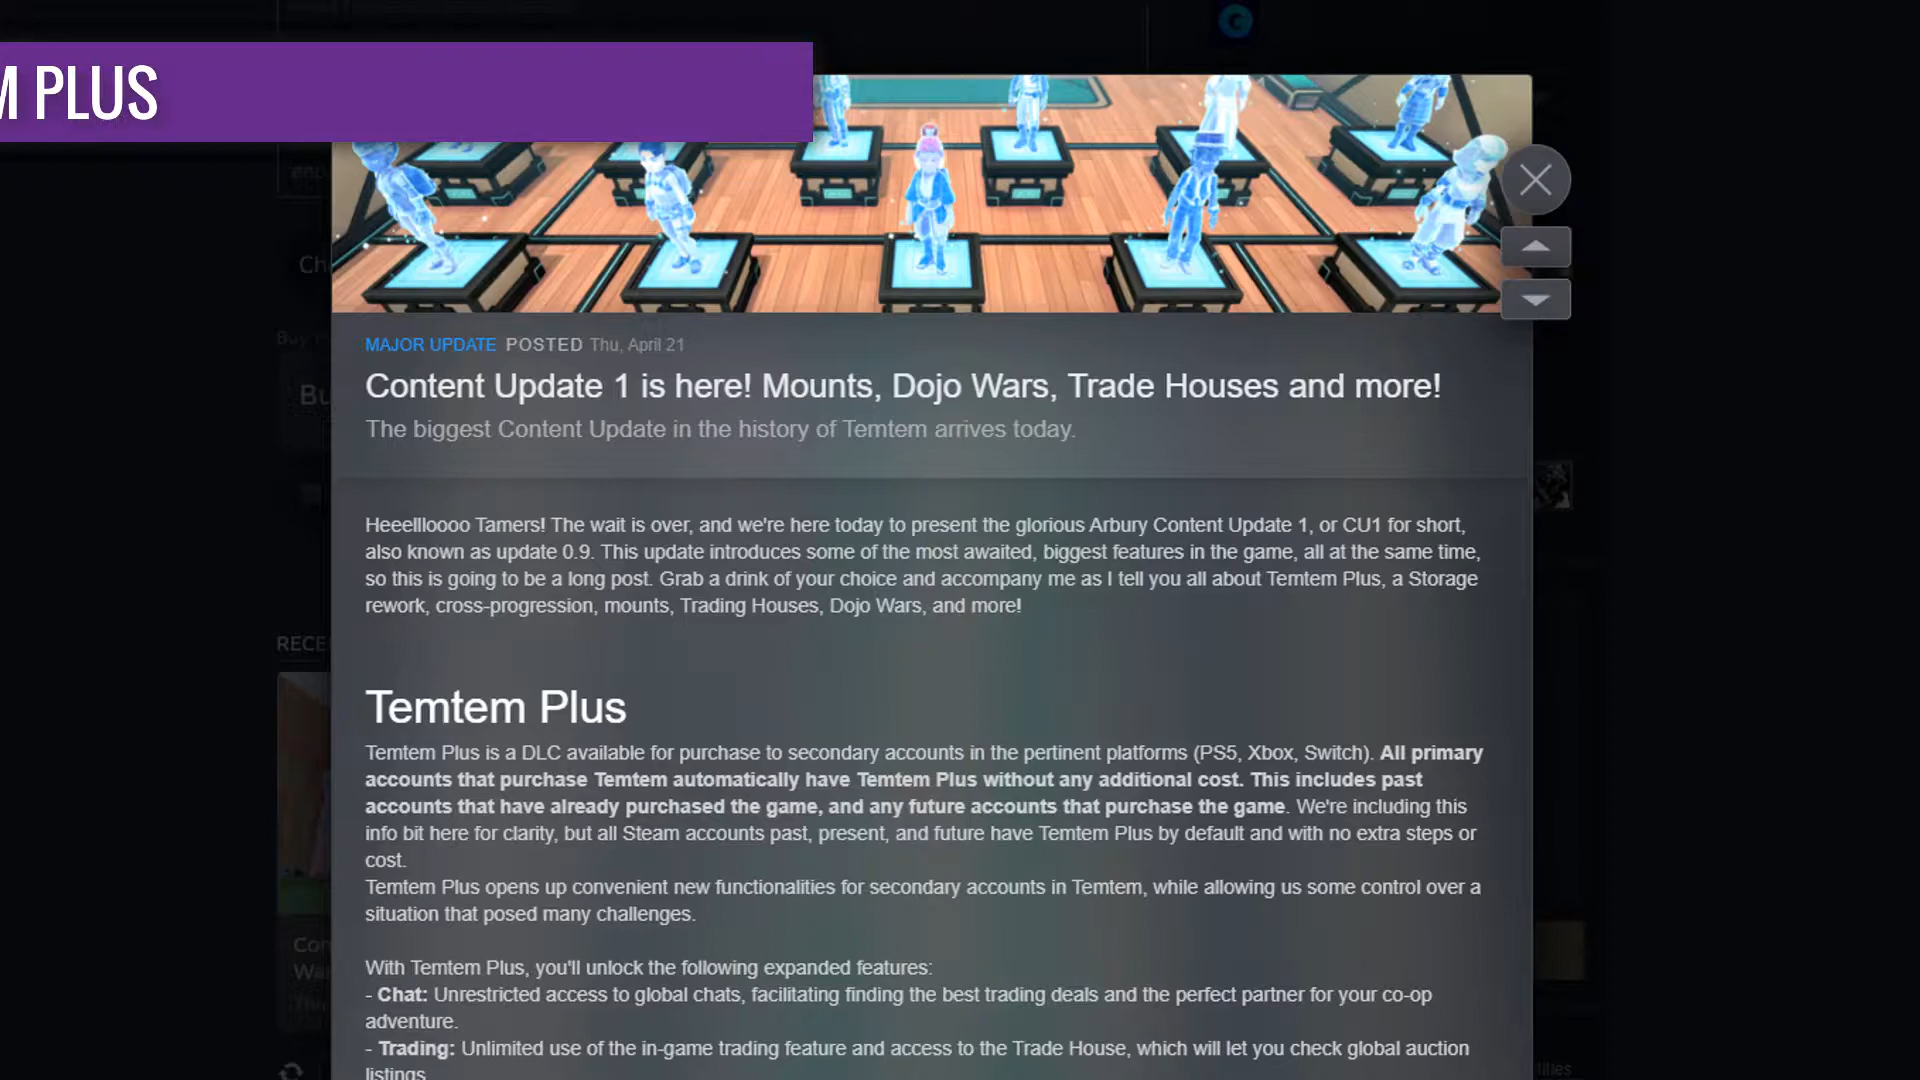 M PLUS
MAJOR UPDATE POSTED Thu, April 21
Content Update 1 is here! Mounts, Dojo Wars, Trade Houses and more!
The biggest Content Update in the history of Temtem arrives today.
Heeellloooo Tamers! The wait is over, and we're here today to present the glorious Arbury Content Update 1, or CU1 for short,
also known as update 0.9. This update introduces some of the most awaited, biggest features in the game, all at the same time,
so this is going to be a long post. Grab a drink of your choice and accompany me as I tell you all about Temtem Plus, a Storage
rework, cross-progression, mounts, Trading Houses, Dojo Wars, and more!
RECE
Temtem Plus
Temtem Plus is a DLC available for purchase to secondary accounts in the pertinent platforms (PS5, Xbox, Switch). All primary
accounts that purchase Temtem automatically have Temtem Plus without any additional cost. This includes past
accounts that have already purchased the game, and any future accounts that purchase the game. We're including this
info bit here for clarity, but all Steam accounts past, present, and future have Temtem Plus by default and with no extra steps or
cost.
Temtem Plus opens up convenient new functionalities for secondary accounts in Temtem, while allowing us some control over a
situation that posed many challenges.
With Temtem Plus, you'll unlock the following expanded features:
- Chat: Unrestricted access to global chats, facilitating finding the best trading deals and the perfect partner for your co-op
adventure.
- Trading: Unlimited use of the in-game trading feature and access to the Trade House, which will let you check global auction
listings